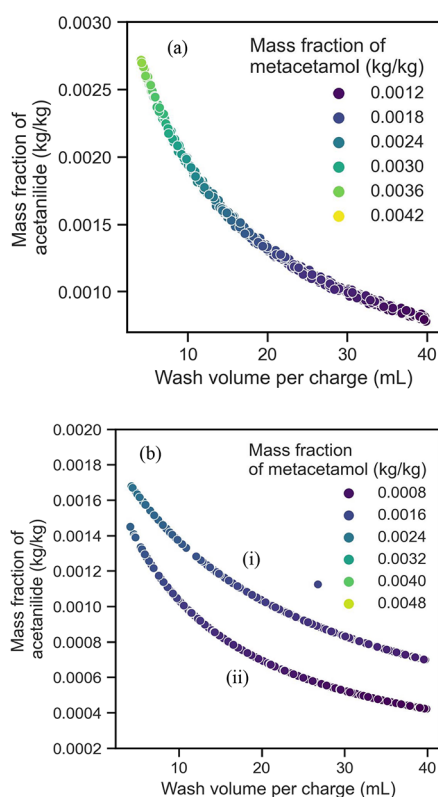 0.0030
(a)
Mass fraction of
metacetamol (kg/kg)
0.0025
0.0012
0.0018
0.0020
0.0024
0.0030
0.0015
0.0036
0.0042
0.0010
Mass fraction of
acetanilide (kg/kg)
10 20 30 40
Wash volume per charge (mL)
0.0020
(b)
Mass fraction
of metacetamol (kg/kg)
0.0018
0.0016
0.0014
0.0012
0.0010
0.0008
0.0006
0.0004
0.0002
0.0008
0.0016
0.0024
0.0032
0.0040
0.0048
(i)
(ii)
Mass fraction of
acetanilide (kg/kg)
10 20 30 40
Wash volume per charge (mL)